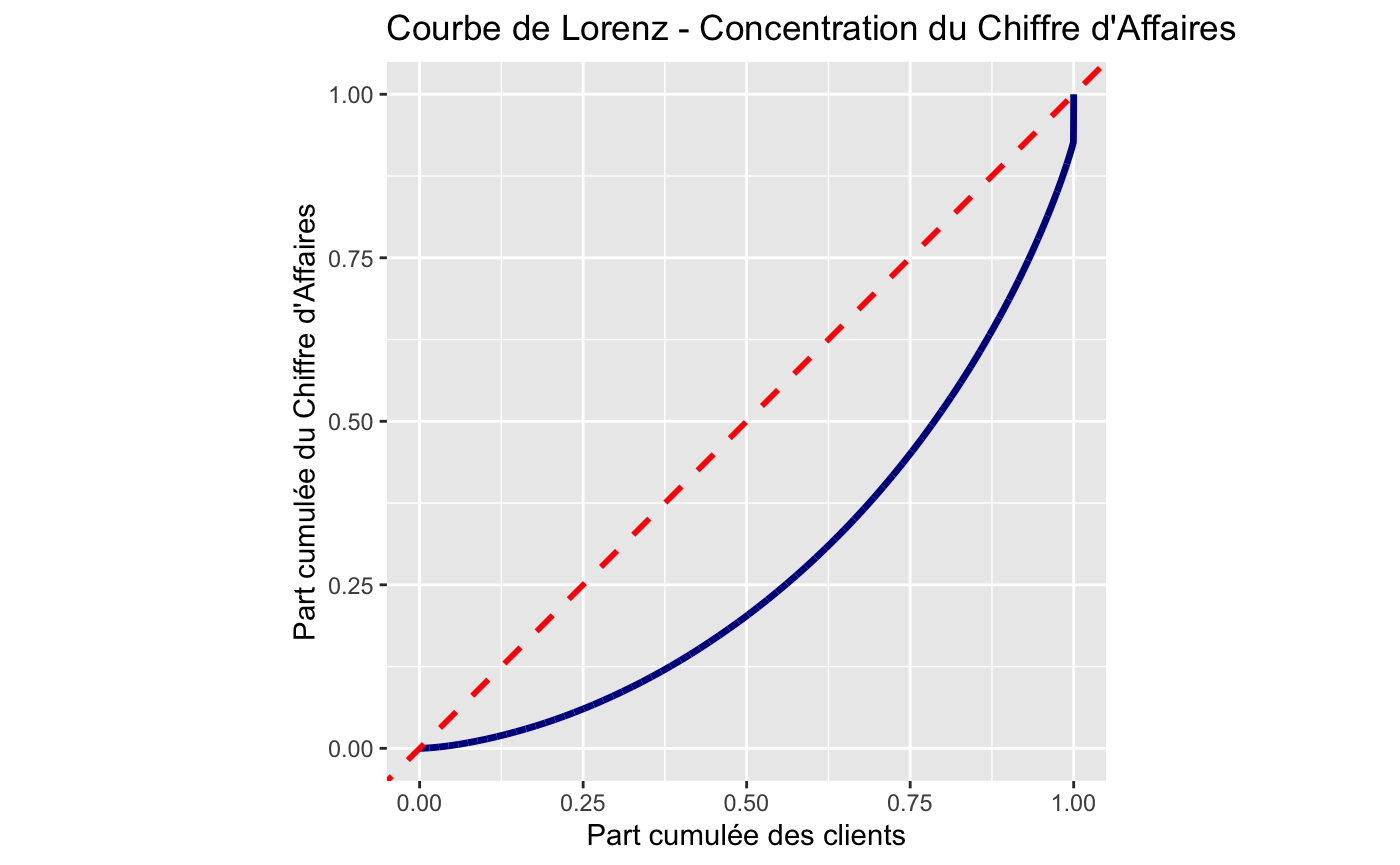 Courbe de Lorenz - Concentration du Chiffre d'Affaires
Part cumulée du Chiffre d'Affaires
1.00
0.75
0.50
0.25
0.00
0.00 0.25 0.50 0.75 1.00
Part cumulée des clients